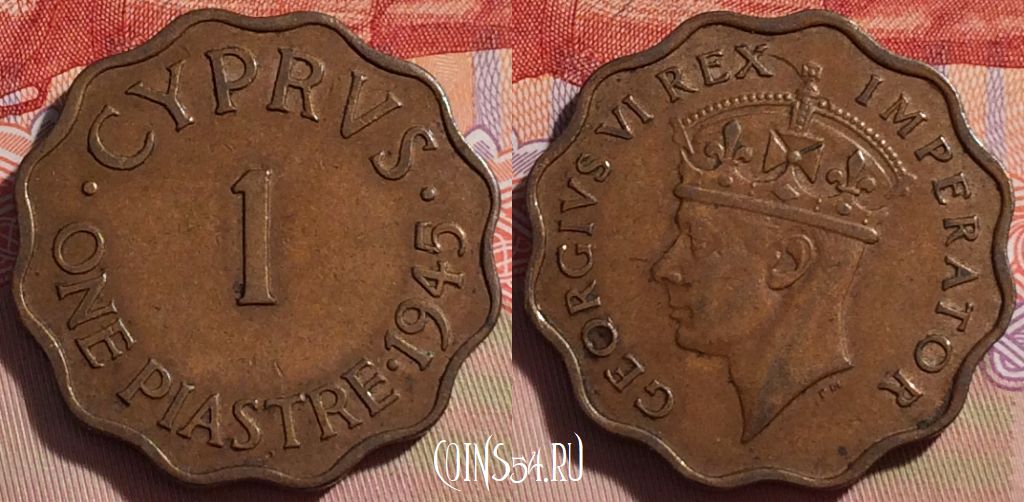 CYPRVS
1
ONE PIASTRE·1945
GEORGIVS VI REX IMPERATOR
COINS54.RU